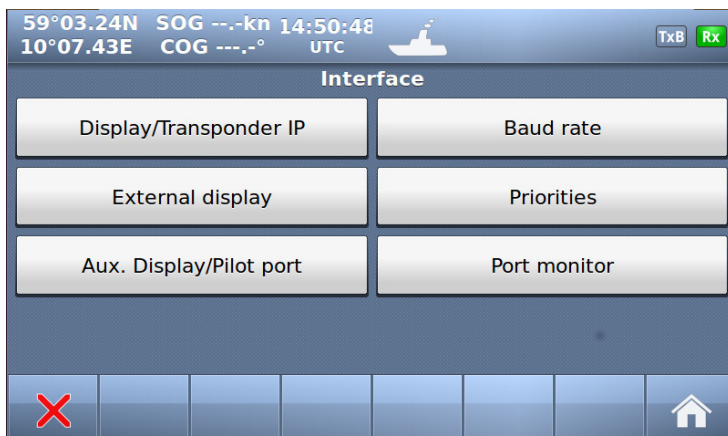 59°03.24N SOG --.-kn 14:50:48
10°07.43E COG ---.-° UTC
TxB Rx
Interface
Display/Transponder IP Baud rate
External display Priorities
Aux. Display/Pilot port Port monitor